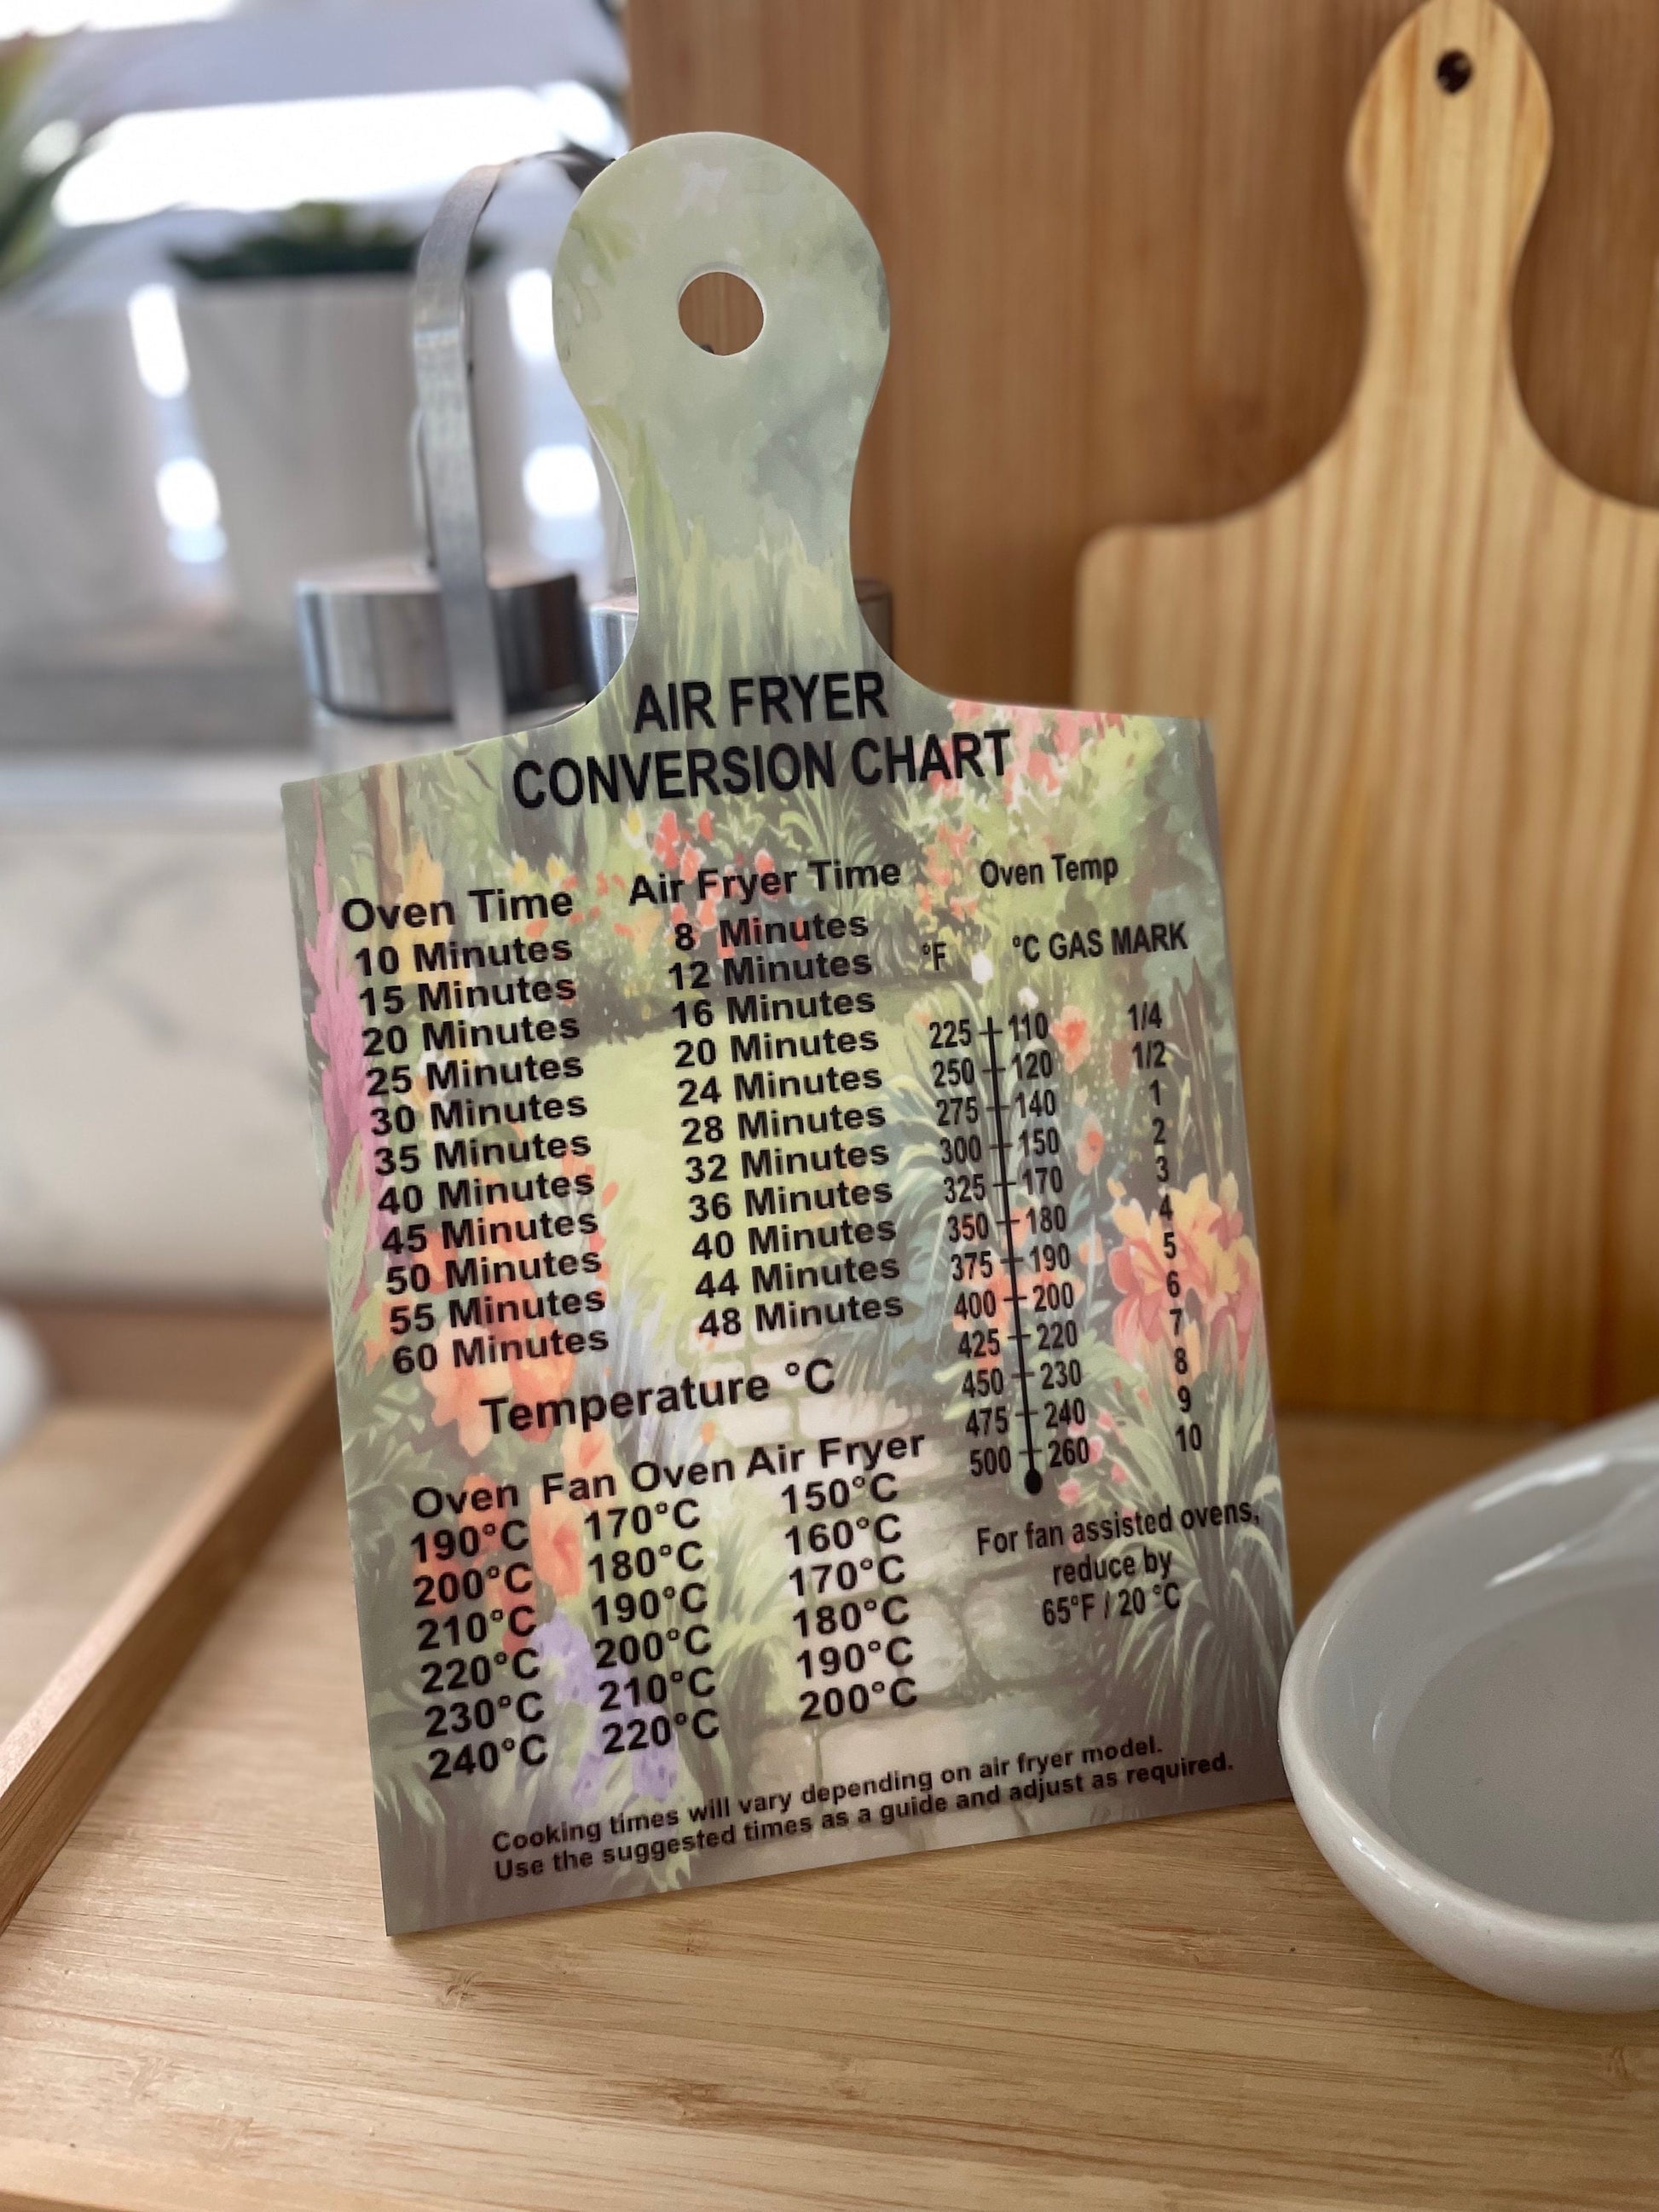 AIR FRYER
CONVERSION CHART
Oven Time
10 Minutes
15 Minutes
20 Minutes
25 Minutes
30 Minutes
35 Minutes
40 Minutes
45 Minutes
50 Minutes
55 Minutes
60 Minutes
Air Fryer Time
8 Minutes
12 Minutes
16 Minutes
20 Minutes
24 Minutes
28 Minutes
32 Minutes
36 Minutes
40 Minutes
44 Minutes
48 Minutes
Temperature °C
Oven Fan Oven Air Fryer
190°C 170°C 150°C
200°C 180°C 160°C
210°C 190°C 170°C
220°C 200°C 180°C
230°C 210°C 190°C
240°C 220°C 200°C
Oven Temp
°F °C GAS MARK
225 110 1/4
250 120 1/2
275 140 1
300 150 2
325 170 3
350 180 4
375 190 5
400 200 6
425 220 7
450 230 8
475 240 9
500 260 10
For fan assisted ovens,
reduce by
65°F / 20 °C
Cooking times will vary depending on air fryer model.
Use the suggested times as a guide and adjust as required.